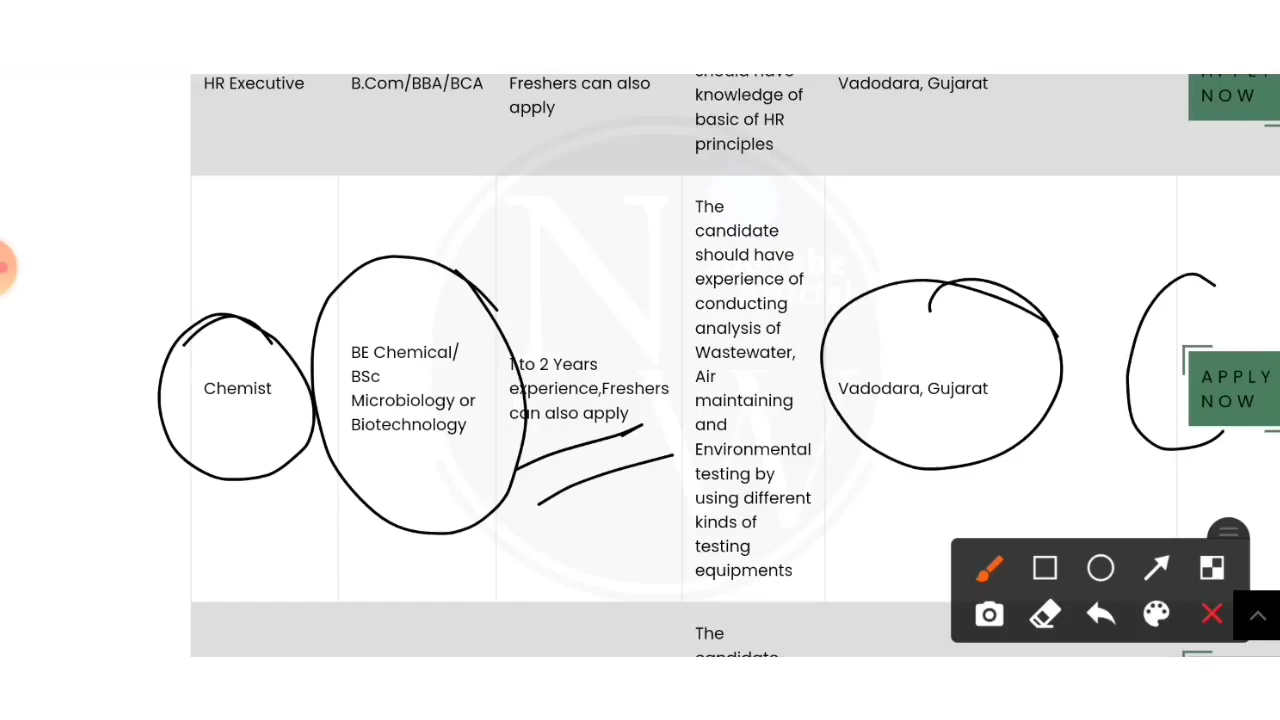 HR Executive
B.Com/BBA/BCA
Freshers can also
apply
knowledge of
basic of HR
principles
Vadodara, Gujarat
NOW
Chemist
BE Chemical/
BSc
Microbiology or
Biotechnology
1 to 2 Years
experience,Freshers
can also apply
The
candidate
should have
experience of
conducting
analysis of
Wastewater,
Air
maintaining
and
Environmental
testing by
using different
kinds of
testing
equipments
Vadodara, Gujarat
APPLY
NOW
The